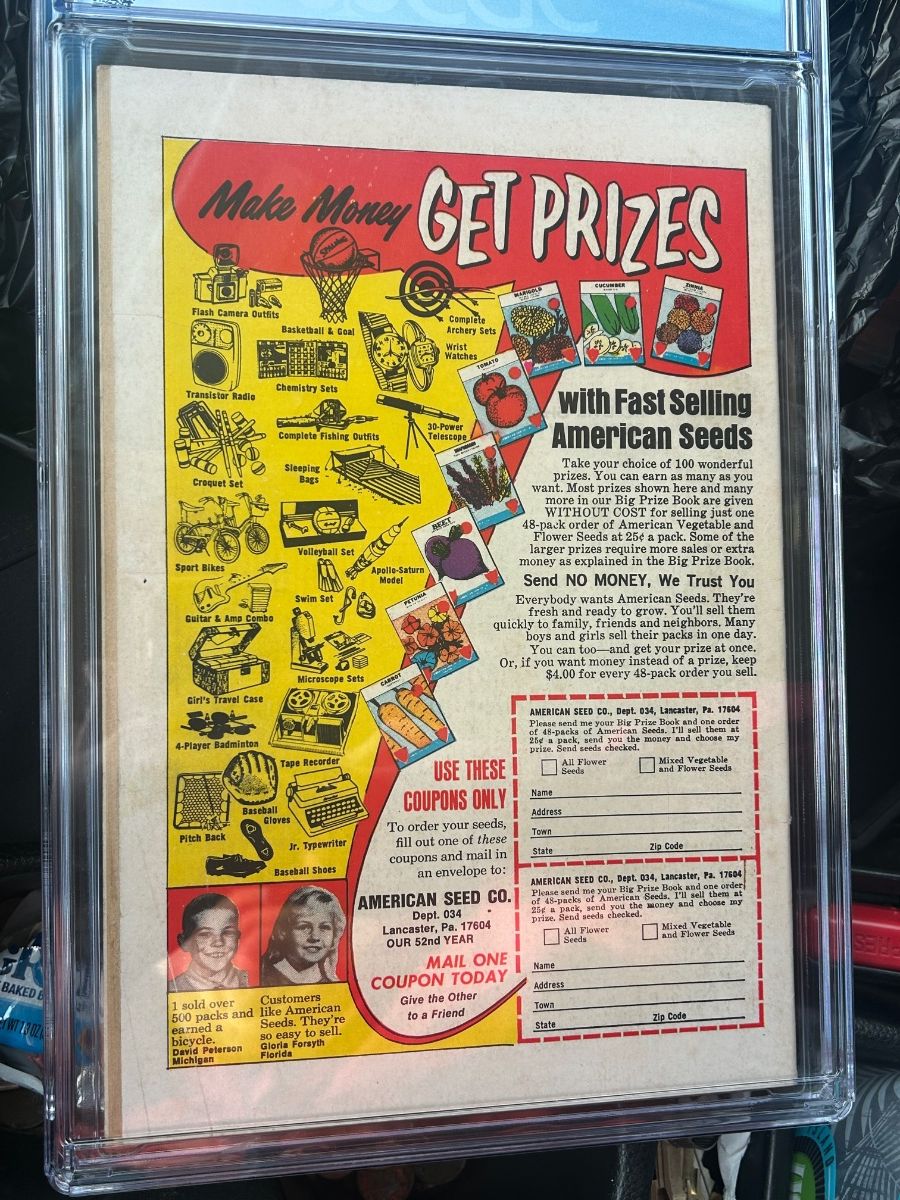 Make Money GET PRIZES
SPALDING
Flash Camera Outfits
Basketball & Goal
Complete
Archery Sets
Wrist
Watches
Transistor Radio
Chemistry Sets
Complete Fishing Outfits
30-Power
Telescope
Croquet Set
Sleeping
Bags
Sport Bikes
Volleyball Set
Apollo-Saturn
Model
Swim Set
Guitar & Amp Combo
Microscope Sets
Girl's Travel Case
4-Player Badminton
Tape Recorder
Pitch Back
Baseball
Gloves
Jr. Typewriter
Baseball Shoes
MARIGOLD
CUCUMBER
ZINNIA
TOMATO
BEET
PETUNIA
CARROT
with Fast Selling
American Seeds
Take your choice of 100 wonderful
prizes. You can earn as many as you
want. Most prizes shown here and many
more in our Big Prize Book are given
WITHOUT COST for selling just one
48-pack order of American Vegetable and
Flower Seeds at 25¢ a pack. Some of the
larger prizes require more sales or extra
money as explained in the Big Prize Book.
Send NO MONEY, We Trust You
Everybody wants American Seeds. They're
fresh and ready to grow. You'll sell them
quickly to family, friends and neighbors. Many
boys and girls sell their packs in one day.
You can too—and get your prize at once.
Or, if you want money instead of a prize, keep
$4.00 for every 48-pack order you sell.
USE THESE
COUPONS ONLY
To order your seeds,
fill out one of these
coupons and mail in
an envelope to:
AMERICAN SEED CO.
Dept. 034
Lancaster, Pa. 17604
OUR 52nd YEAR
MAIL ONE
COUPON TODAY
Give the Other
to a Friend
AMERICAN SEED CO., Dept. 034, Lancaster, Pa. 17604
Please send me your Big Prize Book and one order
of 48-packs of American Seeds. I'll sell them at
25¢ a pack, send you the money and choose my
prize. Send seeds checked.
All Flower
Seeds
Mixed Vegetable
and Flower Seeds
Name
Address
Town
State Zip Code
AMERICAN SEED CO., Dept. 034, Lancaster, Pa. 17604
Please send me your Big Prize Book and one order
of 48-packs of American Seeds. I'll sell them at
25¢ a pack, send you the money and choose my
prize. Send seeds checked.
All Flower
Seeds
Mixed Vegetable
and Flower Seeds
Name
Address
Town
State Zip Code
I sold over
500 packs and
earned a
bicycle.
David Peterson
Michigan
Customers
like American
Seeds. They're
so easy to sell.
Gloria Forsyth
Florida
BAKED